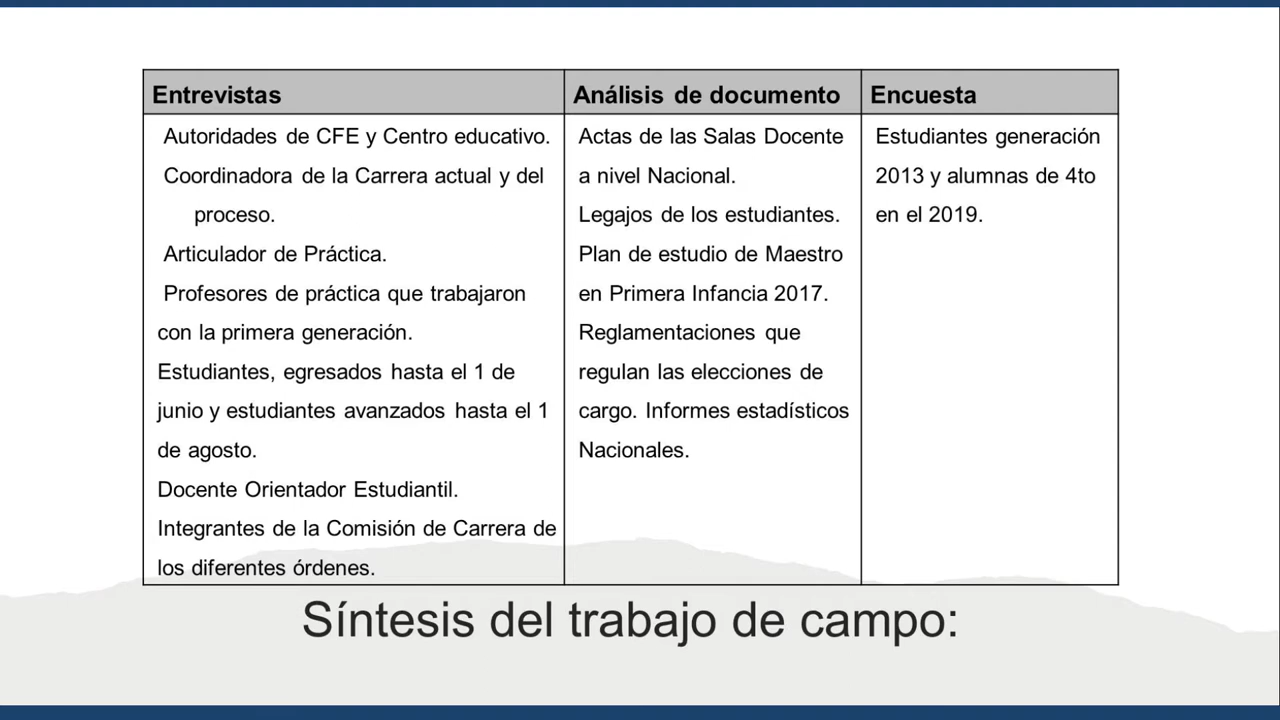 Entrevistas
Autoridades de CFE y Centro educativo.
Coordinadora de la Carrera actual y del
proceso.
Articulador de Práctica.
Profesores de práctica que trabajaron
con la primera generación.
Estudiantes, egresados hasta el 1 de
junio y estudiantes avanzados hasta el 1
de agosto.
Docente Orientador Estudiantil.
Integrantes de la Comisión de Carrera de
los diferentes órdenes.
Análisis de documento
Actas de las Salas Docente
a nivel Nacional.
Legajos de los estudiantes.
Plan de estudio de Maestro
en Primera Infancia 2017.
Reglamentaciones que
regulan las elecciones de
cargo. Informes estadísticos
Nacionales.
Encuesta
Estudiantes generación
2013 y alumnas de 4to
en el 2019.
Síntesis del trabajo de campo: